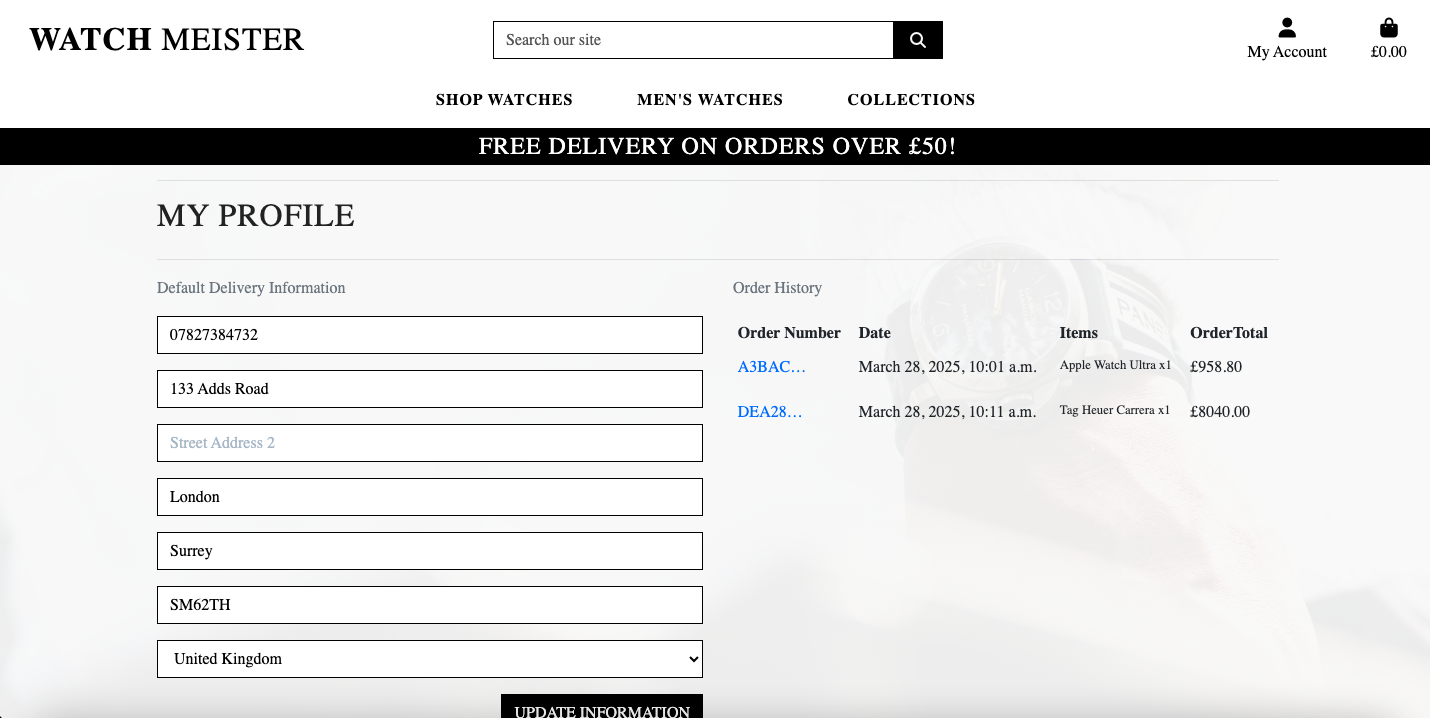 WATCH MEISTER
Search our site
My Account
£0.00
SHOP WATCHES
MEN'S WATCHES
COLLECTIONS
FREE DELIVERY ON ORDERS OVER £50!
MY PROFILE
Default Delivery Information
07827384732
133 Adds Road
Street Address 2
London
Surrey
SM62TH
United Kingdom
UPDATE INFORMATION
Order History
Order Number Date Items OrderTotal
A3BAC… March 28, 2025, 10:01 a.m. Apple Watch Ultra x1 £958.80
DEA28… March 28, 2025, 10:11 a.m. Tag Heuer Carrera x1 £8040.00